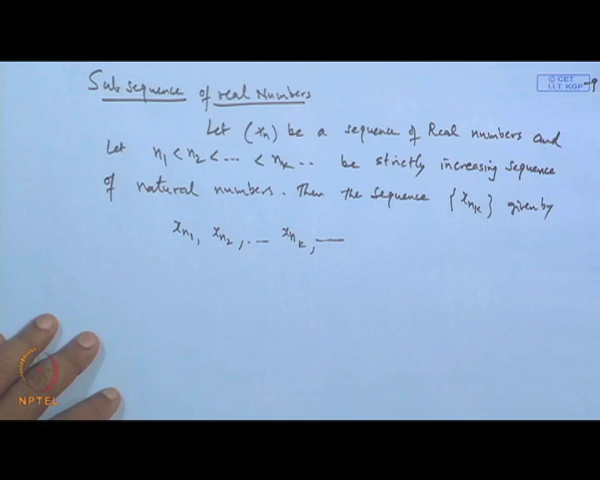 Subsequence of real Numbers
© CET
I.I.T. KGP
Let (xn) be a sequence of Real numbers and
Let n1 < n2 < ... < nk .. be strictly increasing sequence
of natural numbers. Then the sequence {xnk} given by
xn1, xn2, ... xnk, —
NPTEL